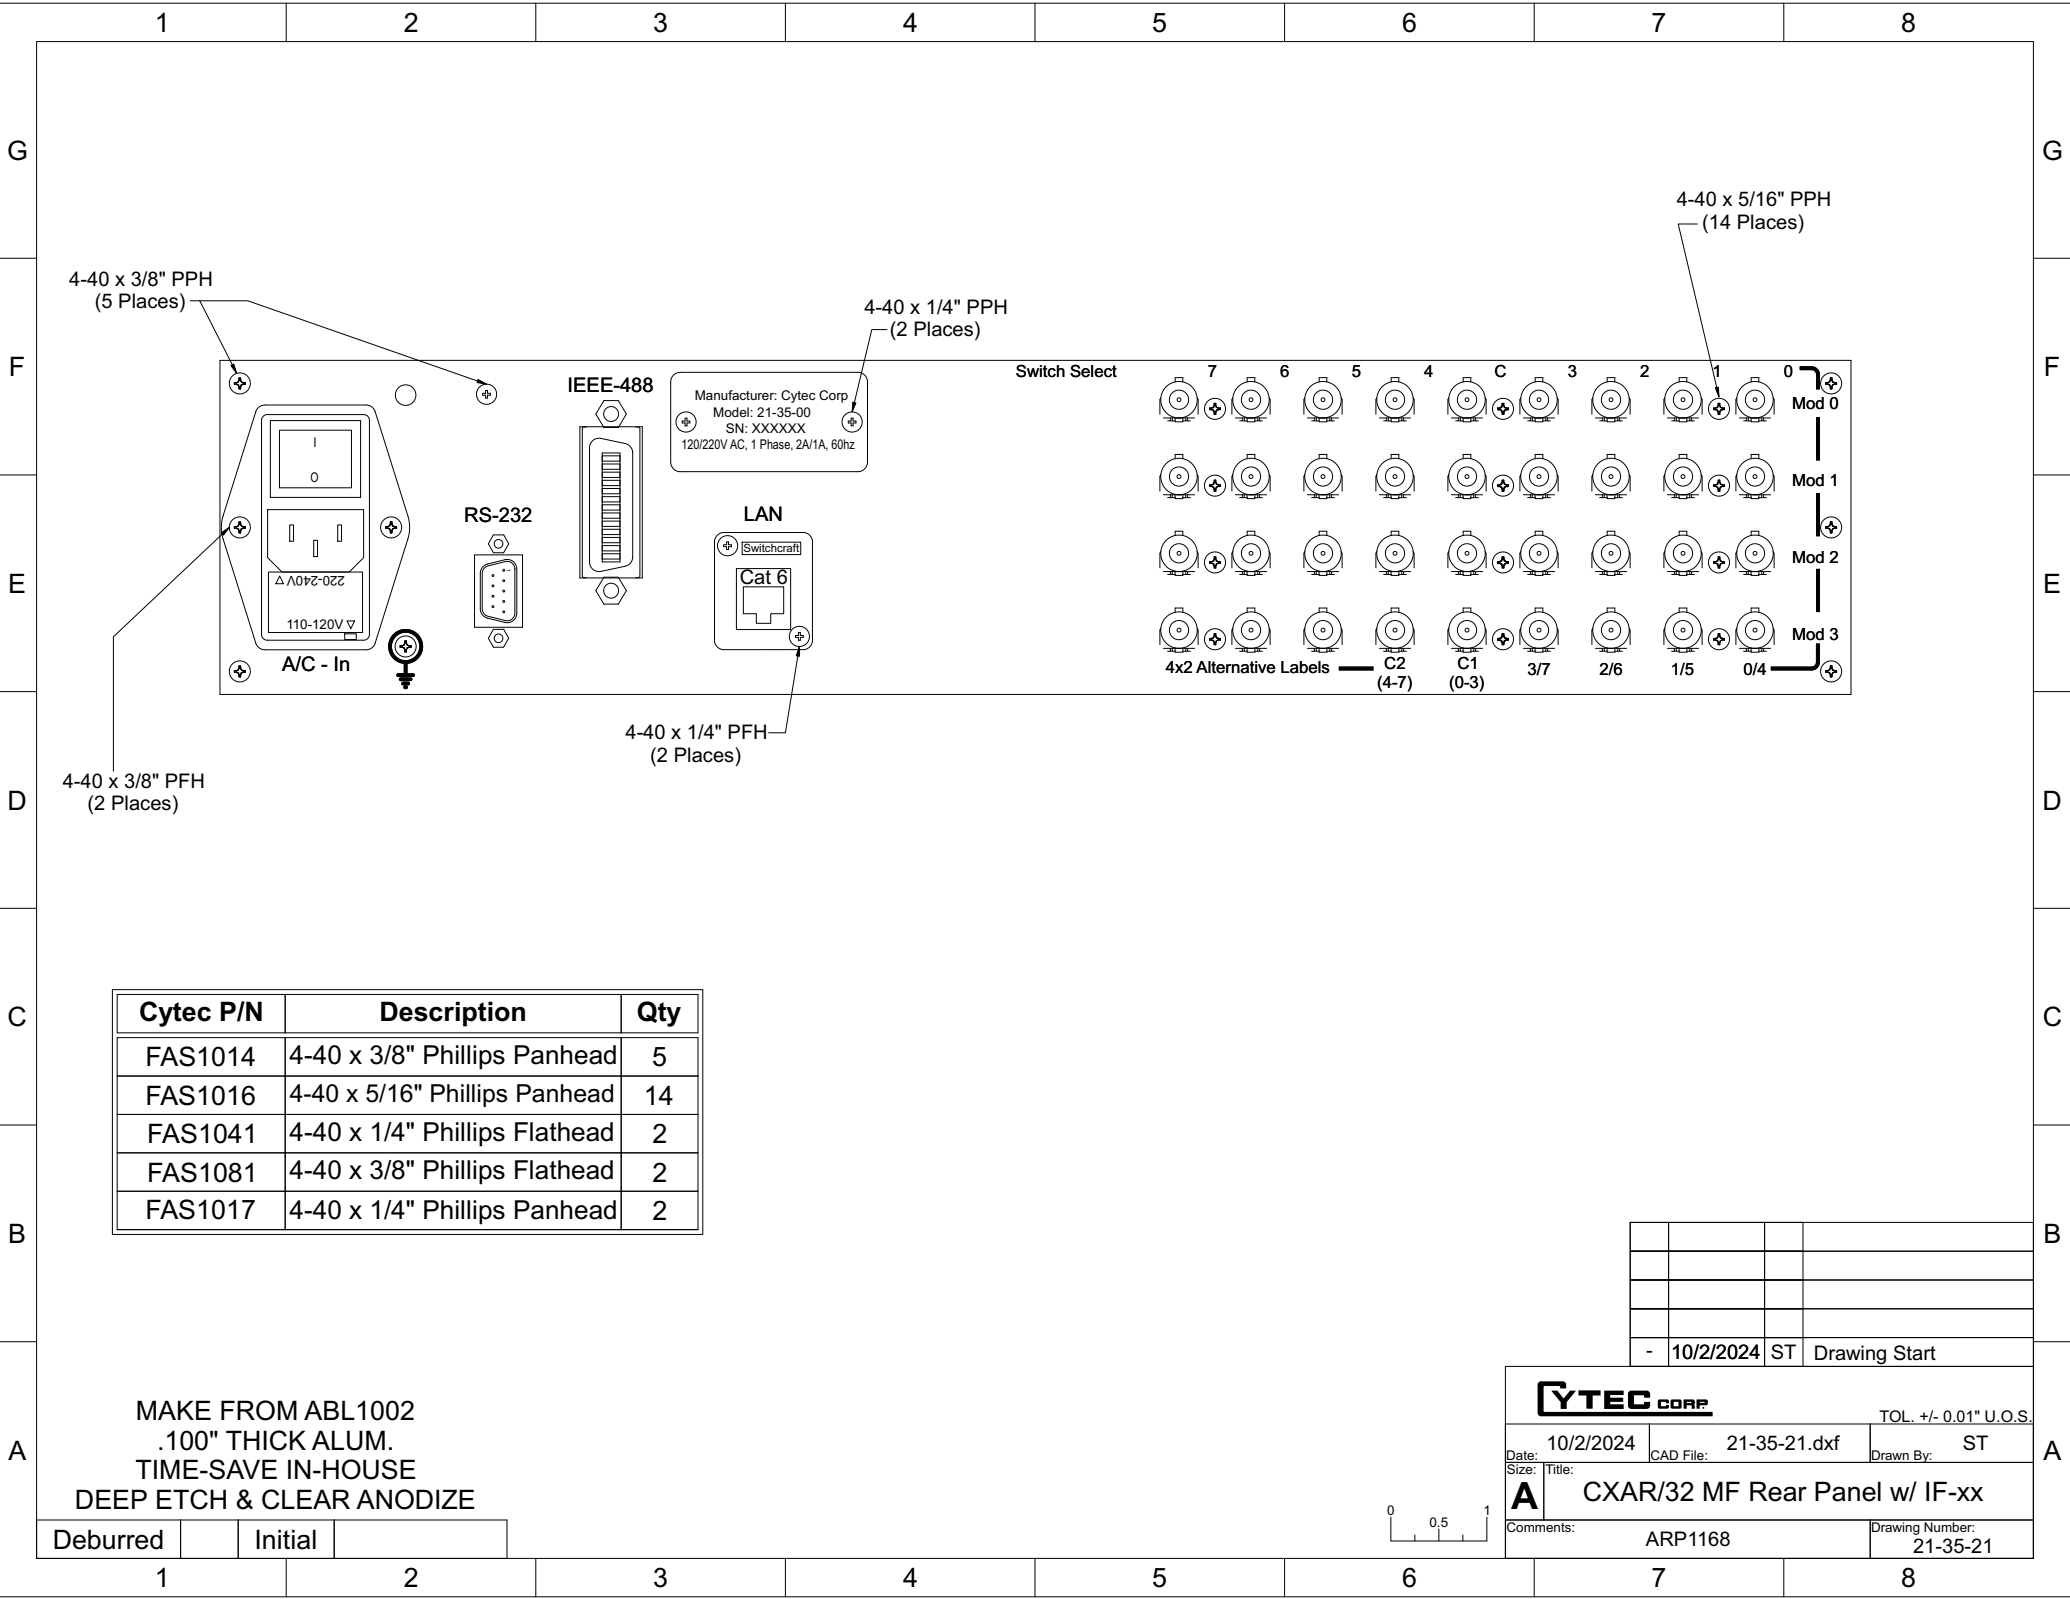 1 2 3 4 5 6 7 8
G G
4-40 x 5/16" PPH
(14 Places)
4-40 x 3/8" PPH
(5 Places)
4-40 x 1/4" PPH
(2 Places)
F F
Switch Select 7 6 5 4 C 3 2 1 0
IEEE-488
Manufacturer: Cytec Corp
Model: 21-35-00
SN: XXXXXX
120/220V AC, 1 Phase, 2A/1A, 60hz
Mod 0
I
0
Mod 1
RS-232
LAN
Switchcraft
Cat 6
Mod 2
E E
220-240V
110-120V
Mod 3
A/C - In
4x2 Alternative Labels C2 C1 3/7 2/6 1/5 0/4
(4-7) (0-3)
4-40 x 1/4" PFH
(2 Places)
4-40 x 3/8" PFH
(2 Places)
D D
Cytec P/N Description Qty
C C
FAS1014 4-40 x 3/8" Phillips Panhead 5
FAS1016 4-40 x 5/16" Phillips Panhead 14
FAS1041 4-40 x 1/4" Phillips Flathead 2
FAS1081 4-40 x 3/8" Phillips Flathead 2
FAS1017 4-40 x 1/4" Phillips Panhead 2
B B
- 10/2/2024 ST Drawing Start
CYTEC CORP.
TOL. +/- 0.01" U.O.S.
Date: 10/2/2024 CAD File: 21-35-21.dxf Drawn By: ST
Size: A Title: CXAR/32 MF Rear Panel w/ IF-xx
Comments: ARP1168 Drawing Number: 21-35-21
MAKE FROM ABL1002
.100" THICK ALUM.
TIME-SAVE IN-HOUSE
DEEP ETCH & CLEAR ANODIZE
A A
0 0.5 1
Deburred Initial
1 2 3 4 5 6 7 8